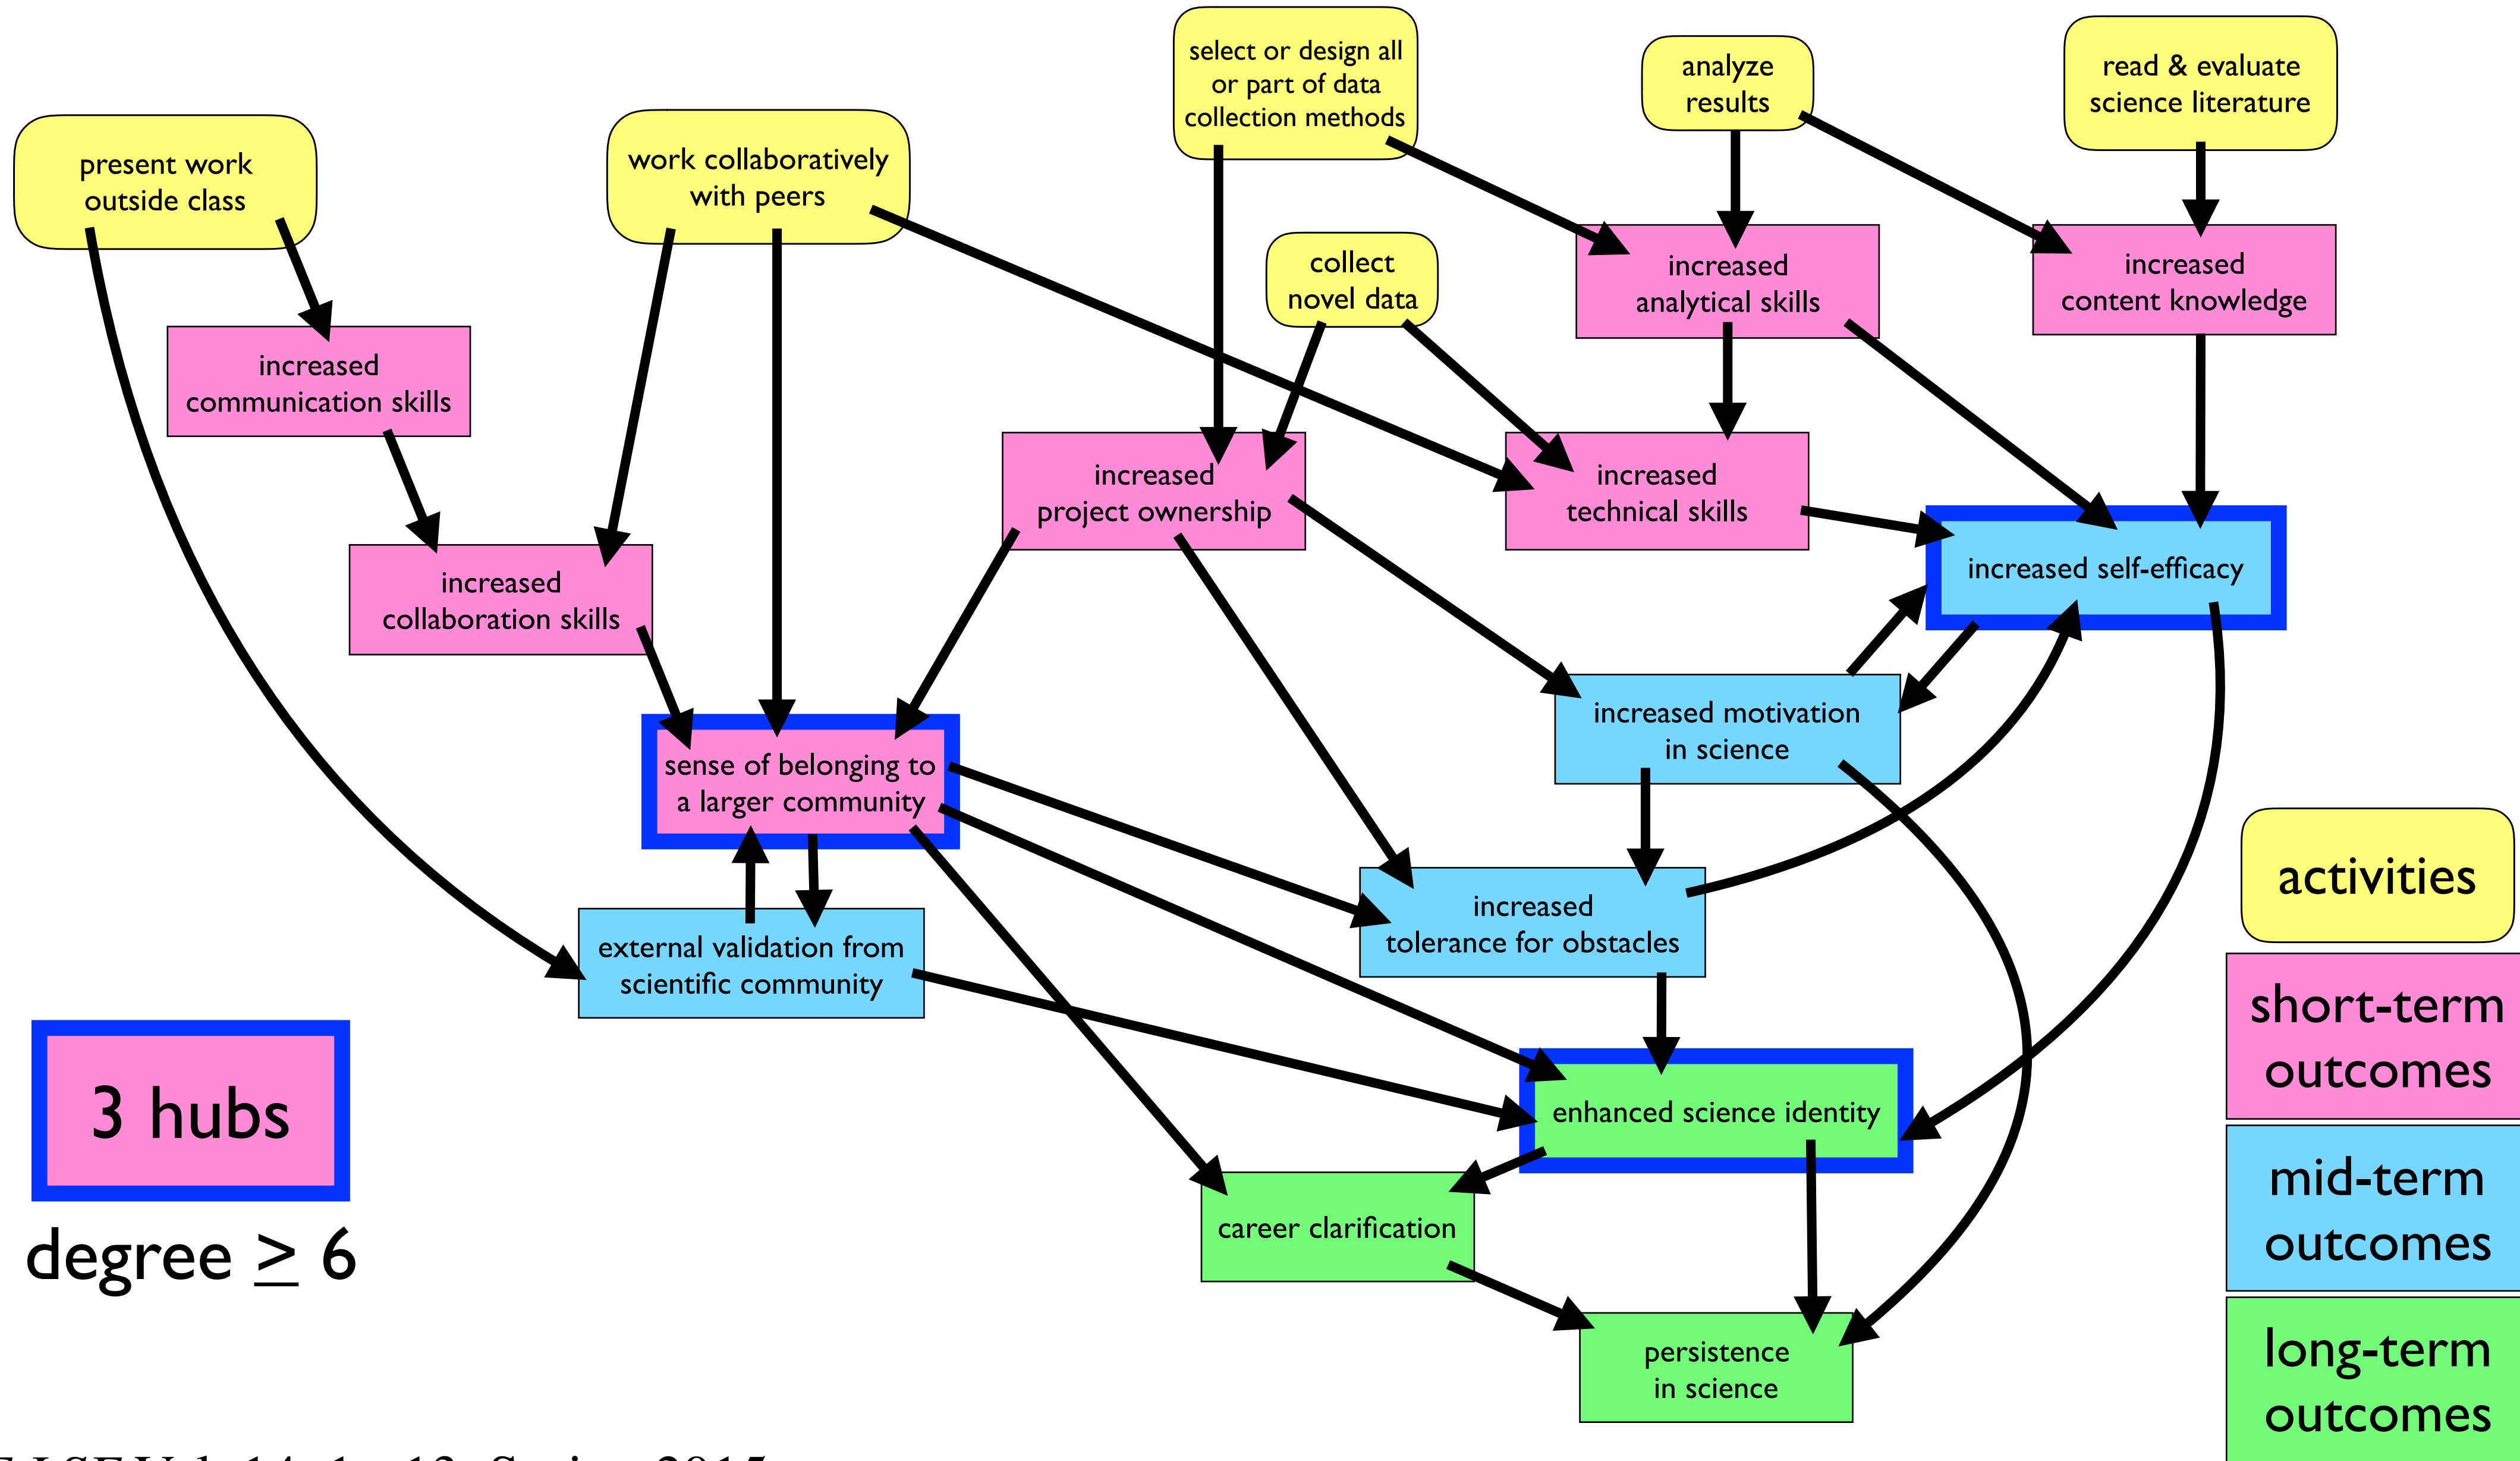 select or design all
or part of data
collection methods
analyze
results
read & evaluate
science literature
present work
outside class
work collaboratively
with peers
collect
novel data
increased
analytical skills
increased
content knowledge
increased
communication skills
increased
project ownership
increased
technical skills
increased self-efficacy
increased
collaboration skills
increased motivation
in science
sense of belonging to
a larger community
increased
tolerance for obstacles
external validation from
scientific community
enhanced science identity
career clarification
persistence
in science
activities
short-term
outcomes
mid-term
outcomes
long-term
outcomes
3 hubs
degree ≥ 6